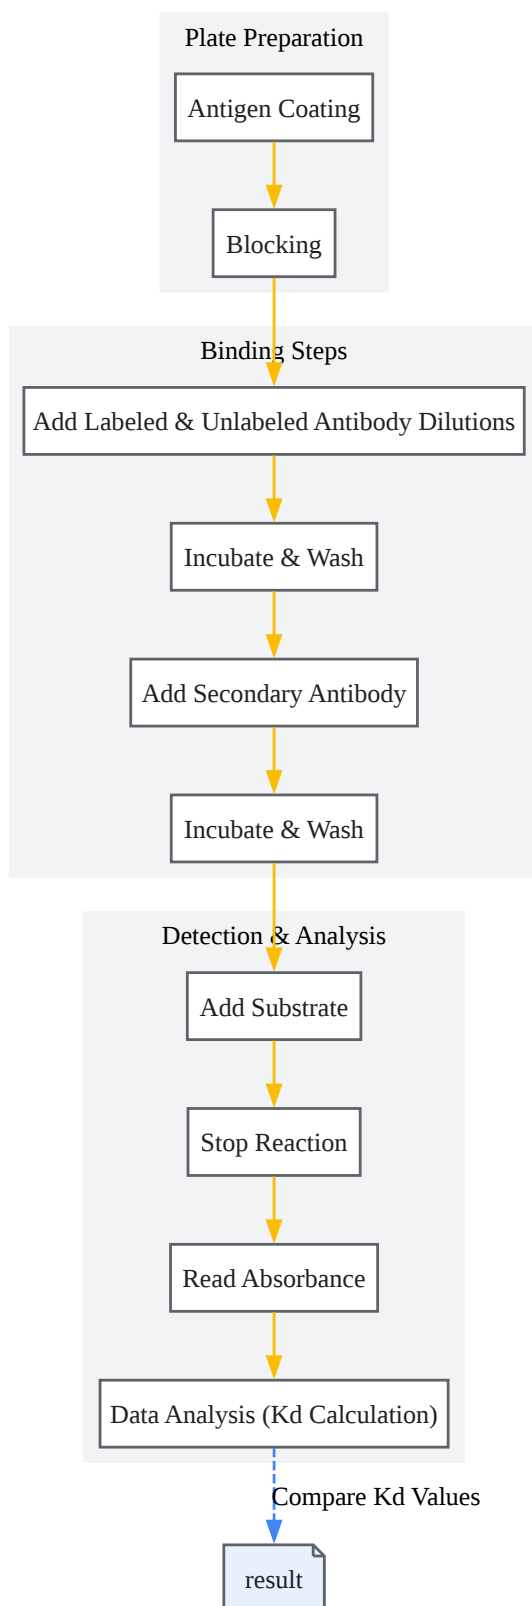 Plate Preparation
Antigen Coating
Blocking
Binding Steps
Add Labeled & Unlabeled Antibody Dilutions
Incubate & Wash
Add Secondary Antibody
Incubate & Wash
Detection & Analysis
Add Substrate
Stop Reaction
Read Absorbance
Data Analysis (Kd Calculation)
Compare Kd Values
result